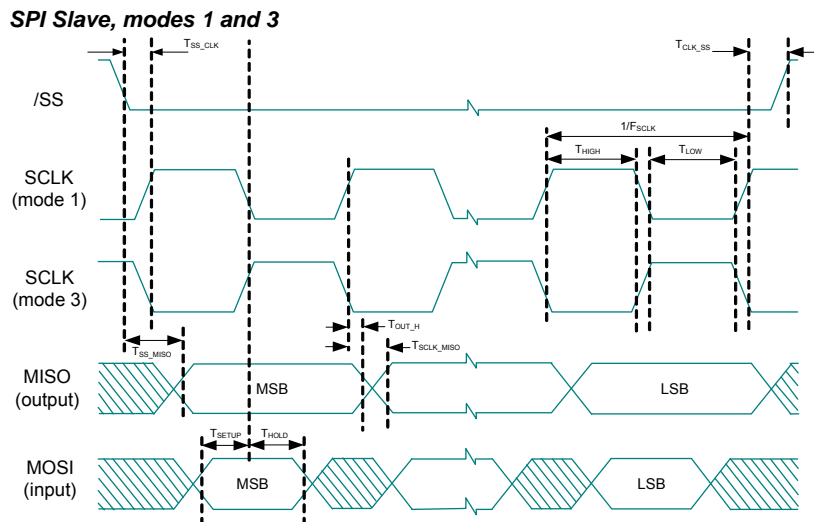 SPI Slave, modes 1 and 3
TSS_CLK
TCLK_SS
/SS
1/FSCLK
THIGH
TLOW
SCLK
(mode 1)
SCLK
(mode 3)
TOUT_H
TSS_MISO
TSCLK_MISO
MISO
(output)
MSB
LSB
TSETUP
THOLD
MOSI
(input)
MSB
LSB